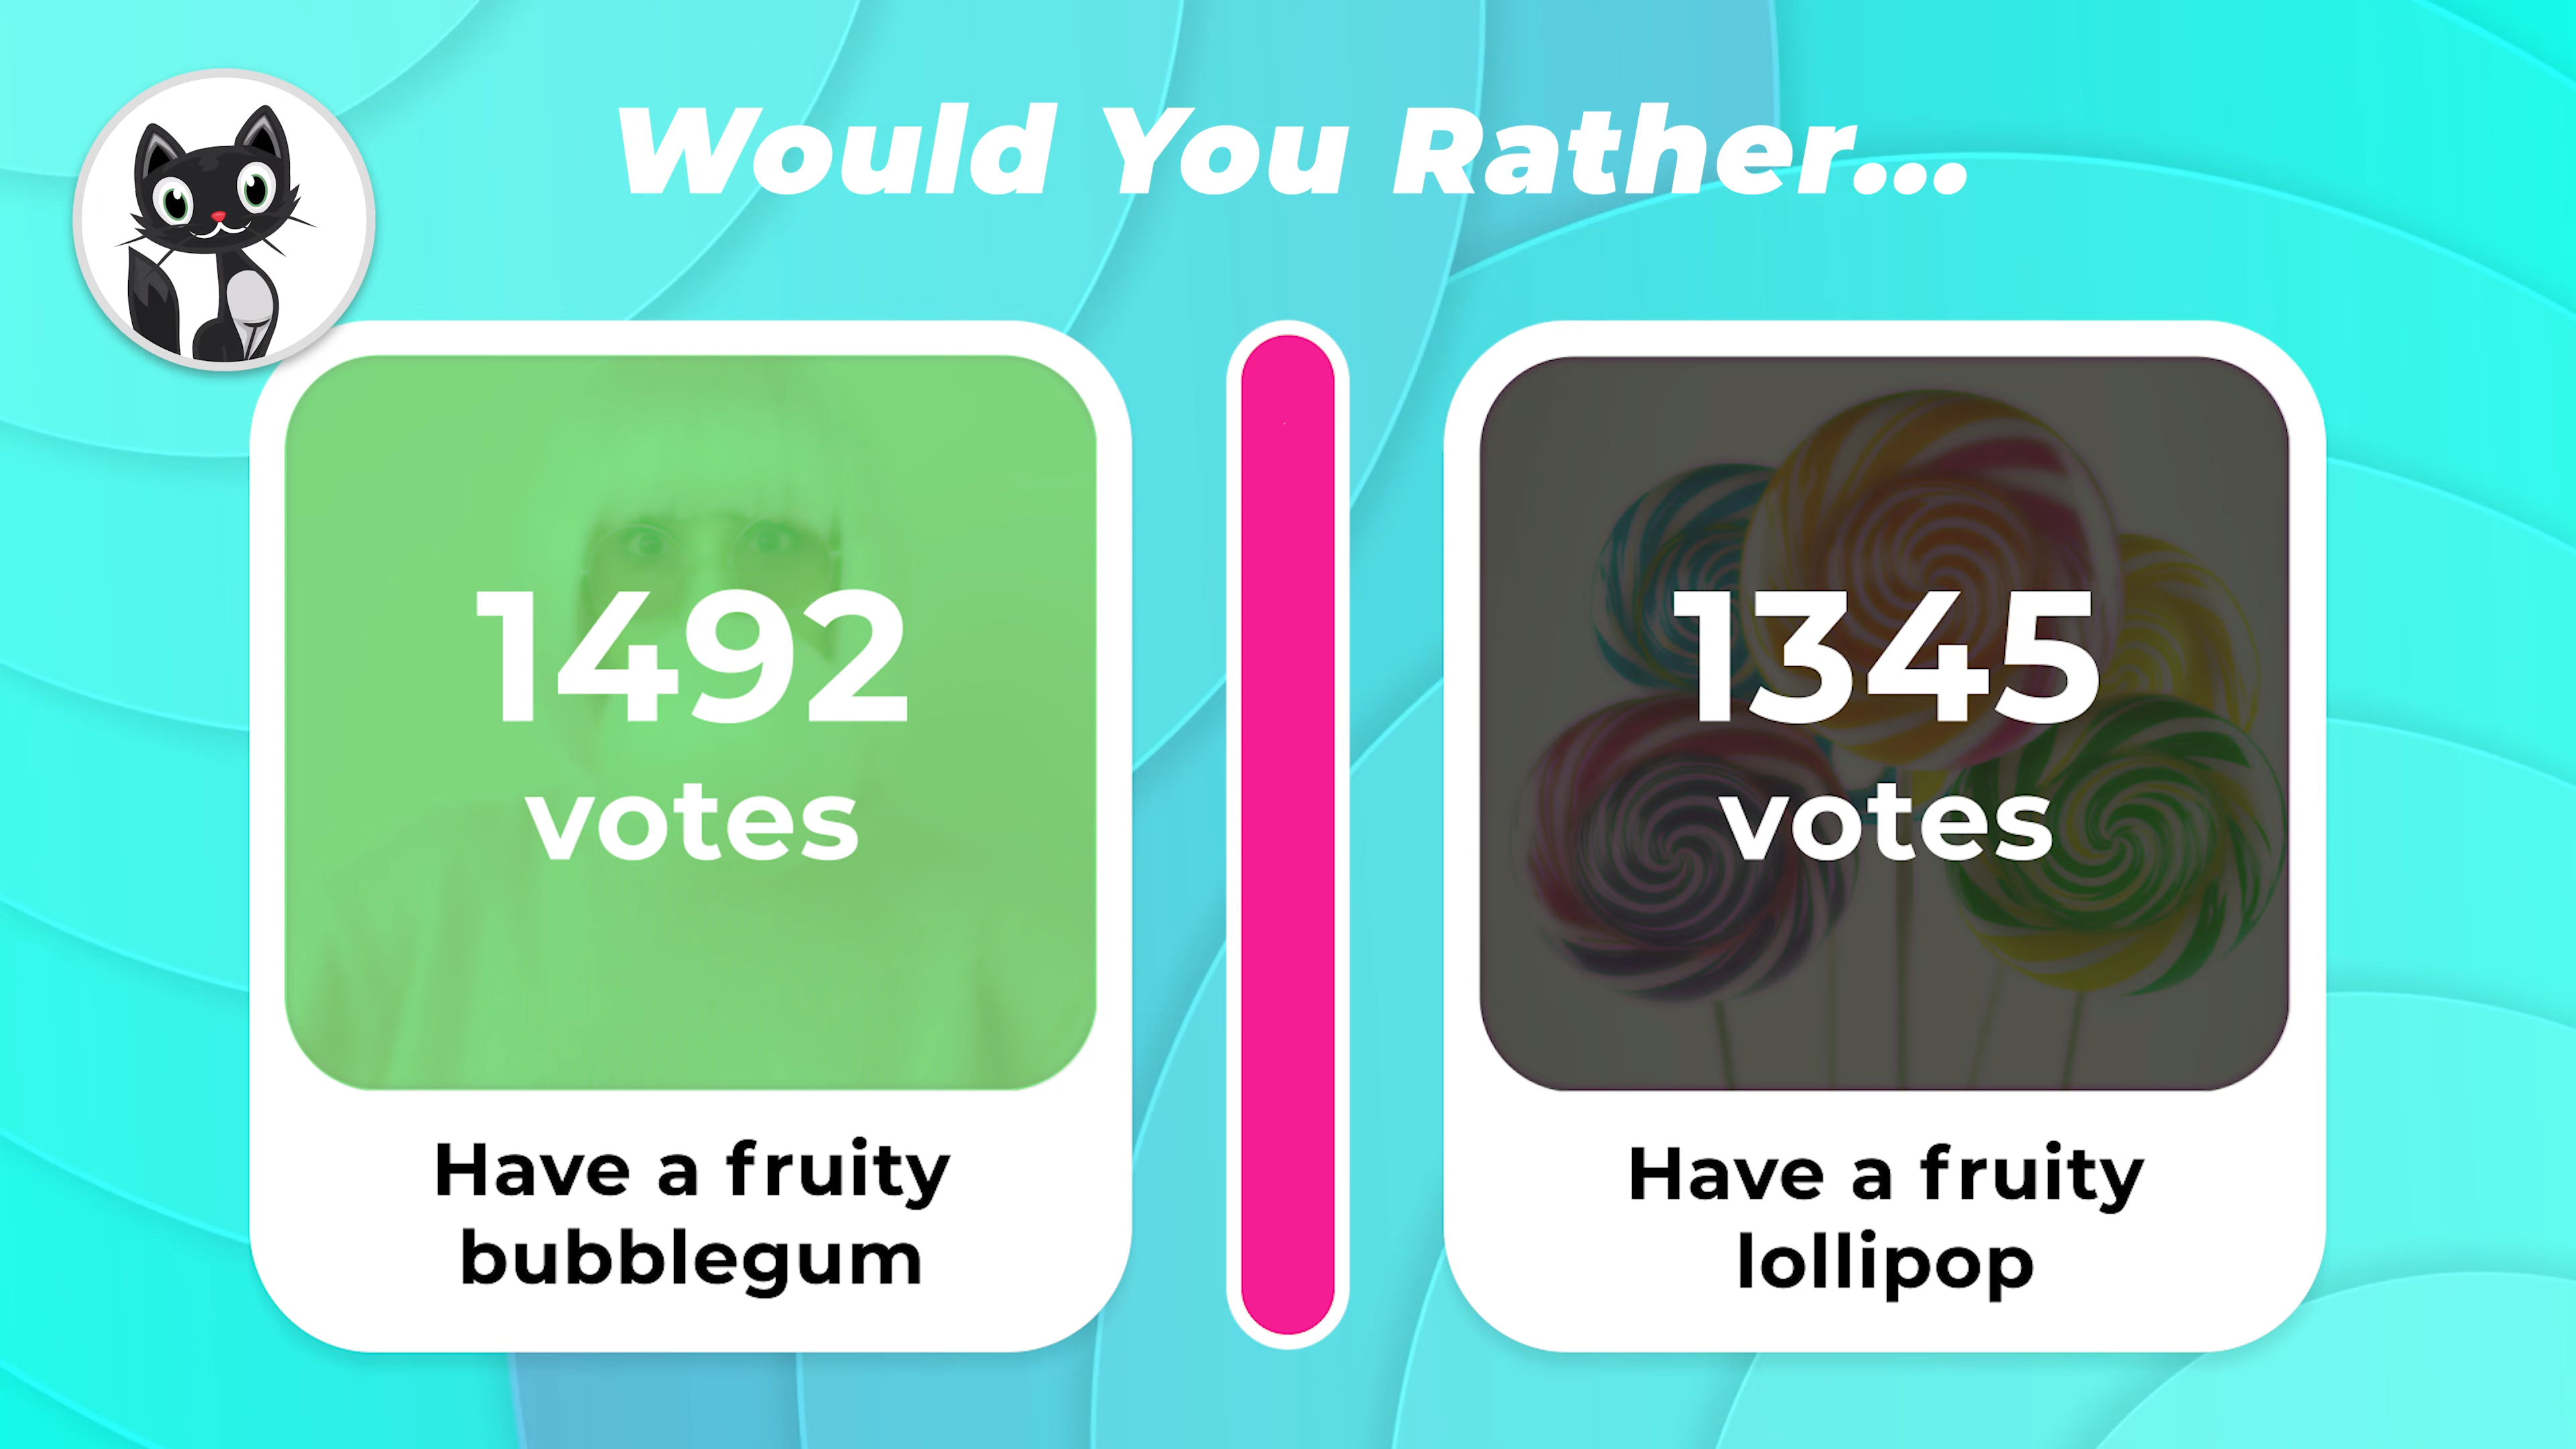 Would You Rather...
1492
votes
Have a fruity
bubblegum
1345
votes
Have a fruity
lollipop